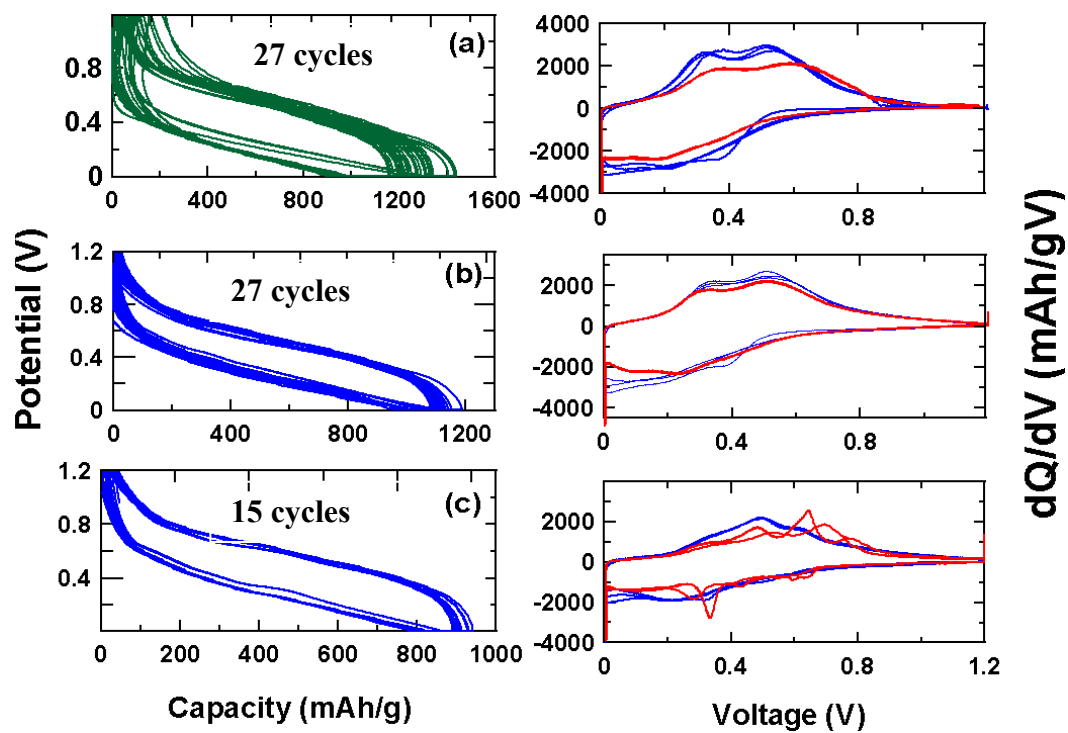 (a)
27 cycles
0.8
0.4
0
0 400 800 1200 1600
4000
2000
0
-2000
-4000
0 0.4 0.8
(b)
27 cycles
1.2
0.8
0.4
0
0 400 800 1200
2000
0
-2000
-4000
0 0.4 0.8
(c)
15 cycles
1.2
0.8
0.4
0 200 400 600 800 1000
2000
0
-2000
-4000
0 0.4 0.8 1.2
Potential (V)
Capacity (mAh/g)
Voltage (V)
dQ/dV (mAh/gV)